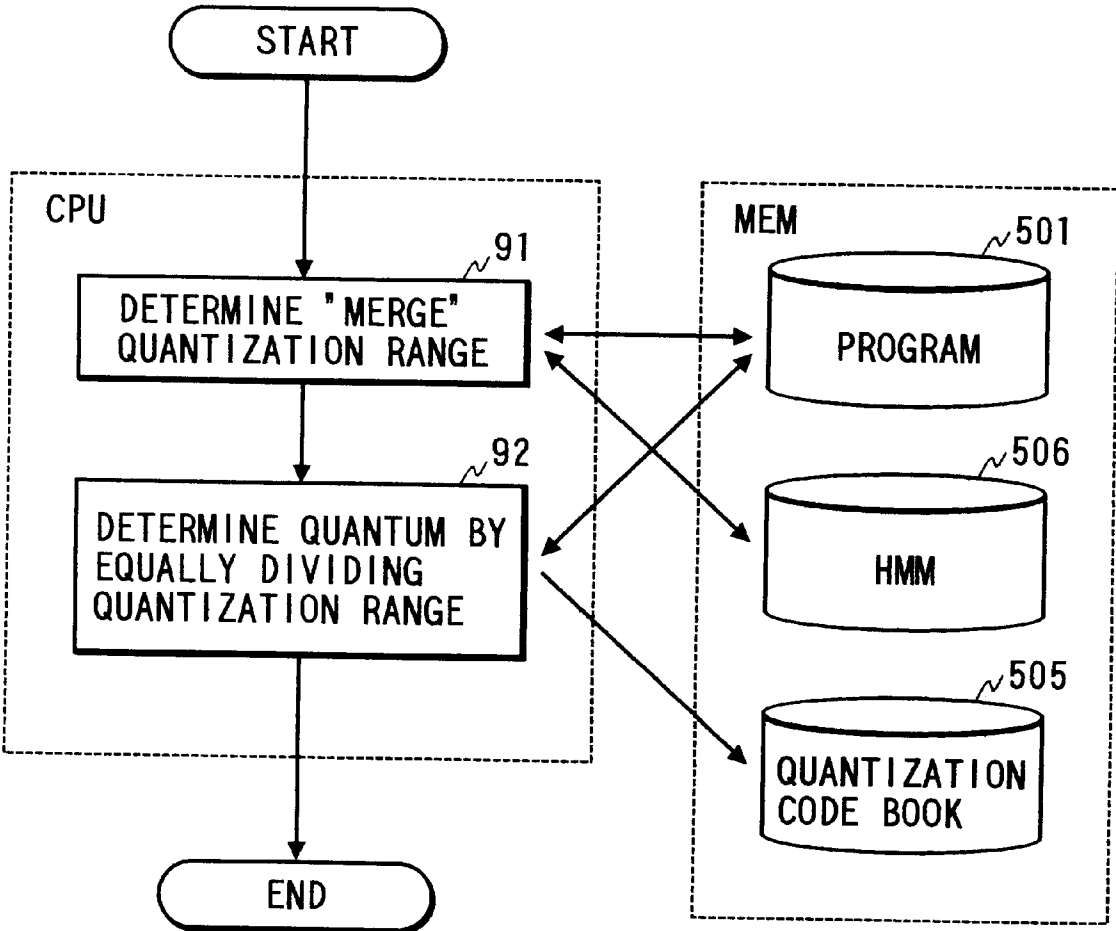 START
CPU
91
DETERMINE "MERGE"
QUANTIZATION RANGE
92
DETERMINE QUANTUM BY
EQUALLY DIVIDING
QUANTIZATION RANGE
END
MEM
501
PROGRAM
506
HMM
505
QUANTIZATION
CODE BOOK